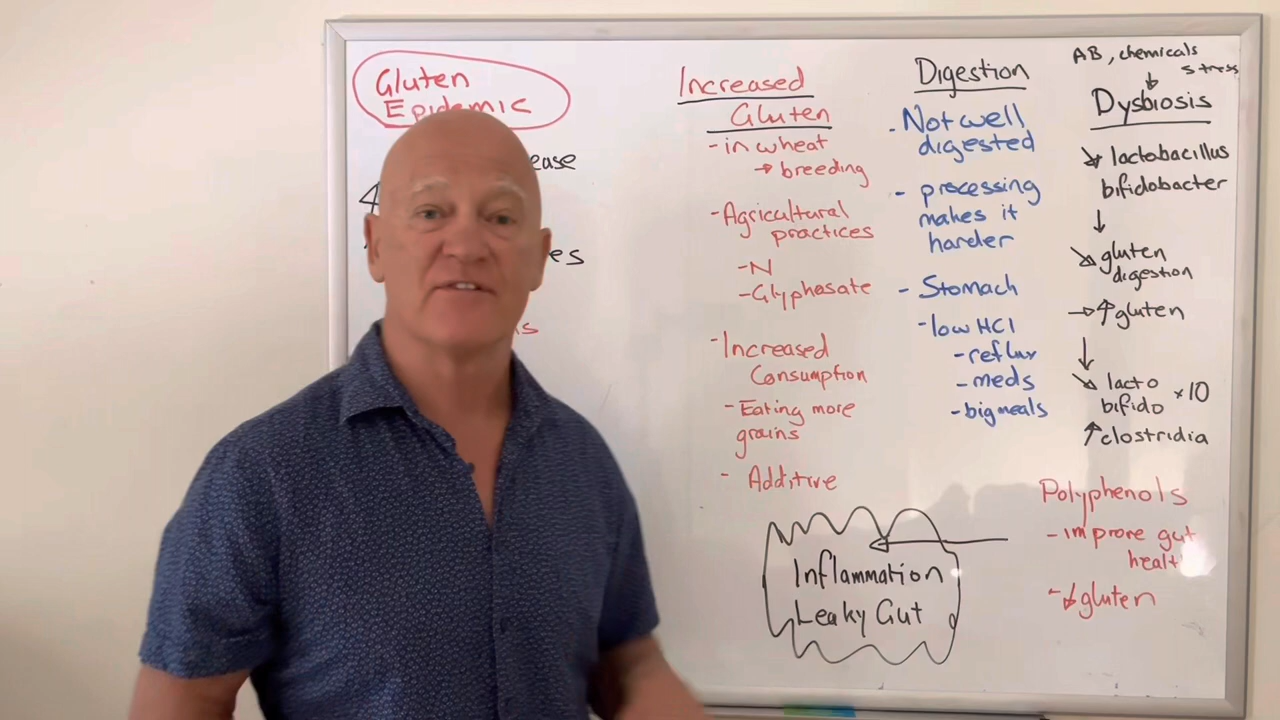 Gluten
Epidemic
ease
es
s
Increased
Gluten
- in wheat
→ breeding
- Agricultural
practices
- N
- Glyphosate
- Increased
Consumption
- Eating more
grains
- Additive
Inflammation
Leaky Gut
Digestion
- Not well
digested
- processing
makes it
harder
- Stomach
- low HCl
- reflux
- meds
- big meals
AB, chemicals
stress
↓
Dysbiosis
↘ lactobacillus
bifidobacter
↓
↘ gluten
digestion
→ ↑ gluten
↓
↘ lacto
bifido x10
↑ clostridia
Polyphenols
- improve gut
healt
- ↓ gluten